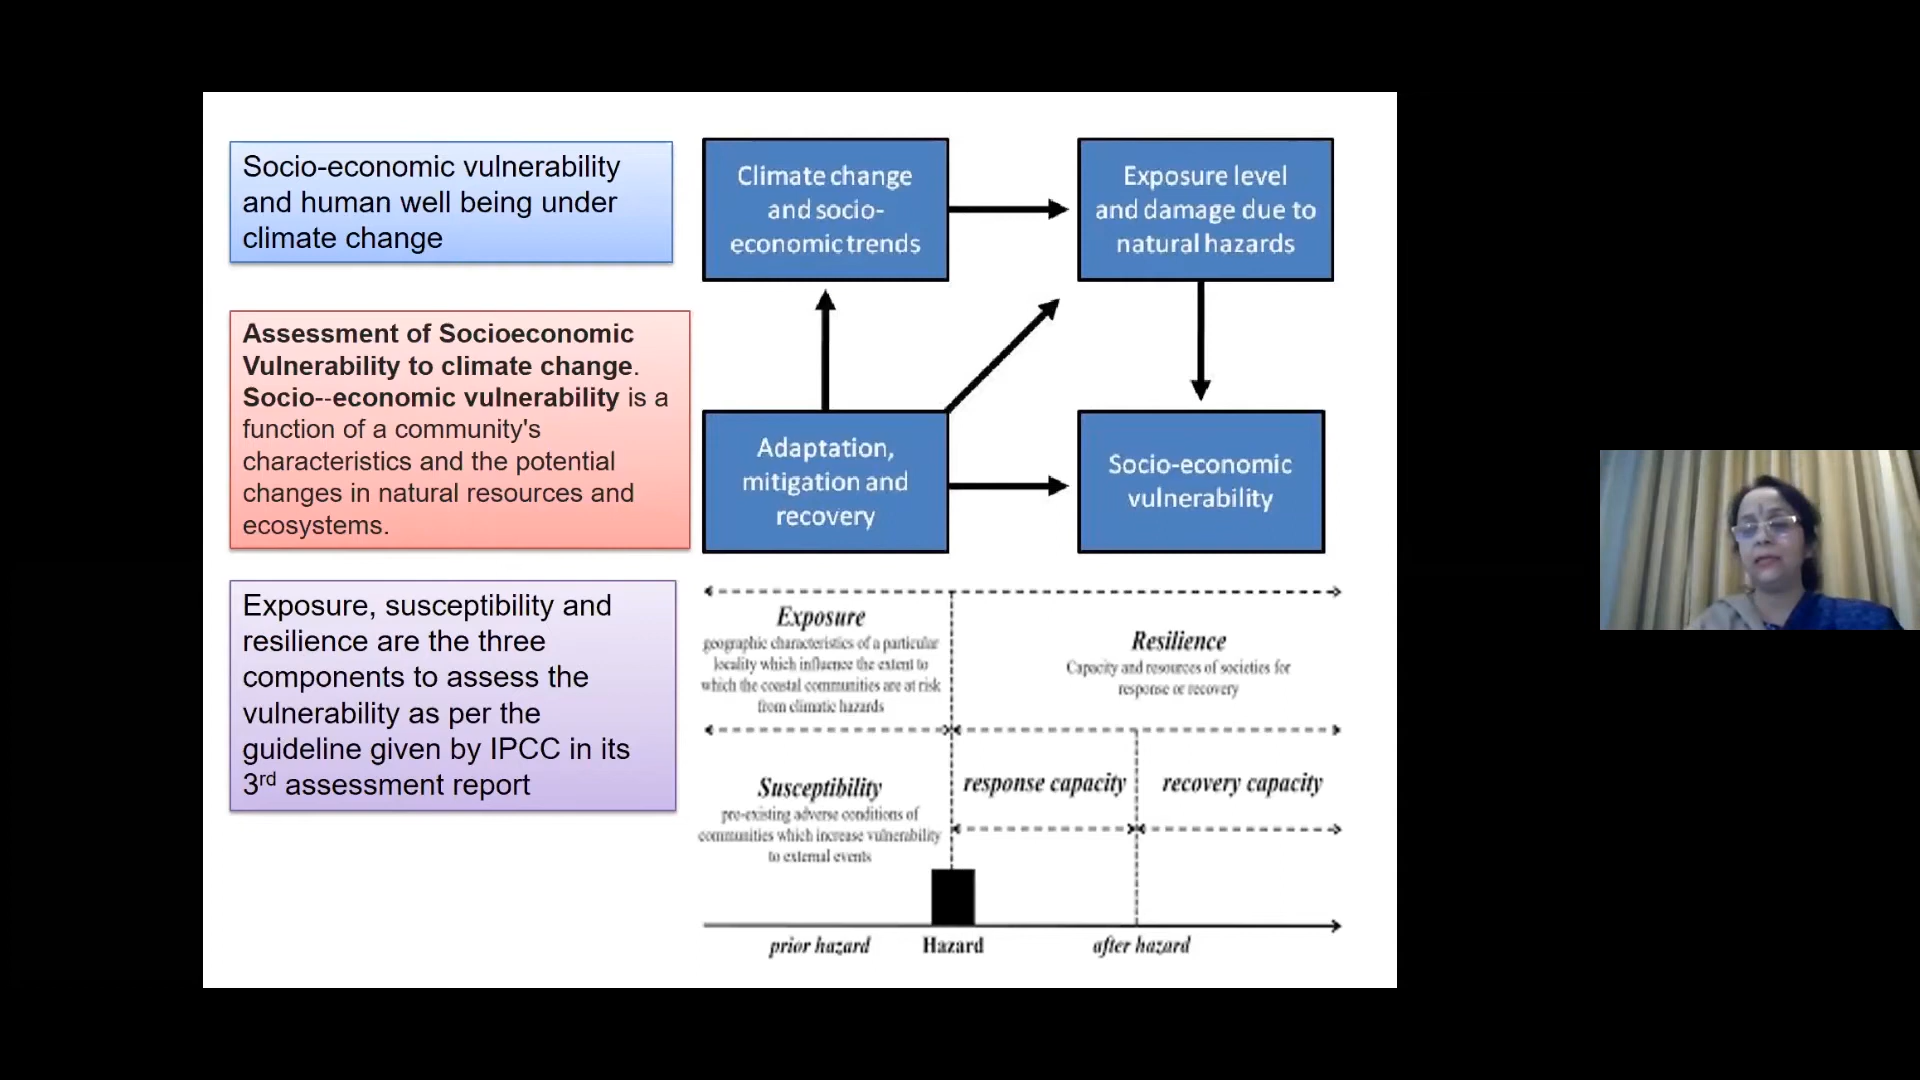 Socio-economic vulnerability
and human well being under
climate change
Assessment of Socioeconomic
Vulnerability to climate change.
Socio--economic vulnerability is a
function of a community's
characteristics and the potential
changes in natural resources and
ecosystems.
Exposure, susceptibility and
resilience are the three
components to assess the
vulnerability as per the
guideline given by IPCC in its
3rd assessment report
Climate change
and socio-
economic trends
Exposure level
and damage due to
natural hazards
Adaptation,
mitigation and
recovery
Socio-economic
vulnerability
Exposure
geographic characteristics of a particular
locality which influence the extent to
which the coastal communities are at risk
from climatic hazards
Resilience
Capacity and resources of societies for
response or recovery
Susceptibility
pre-existing adverse conditions of
communities which increase vulnerability
to external events
response capacity
recovery capacity
prior hazard
Hazard
after hazard